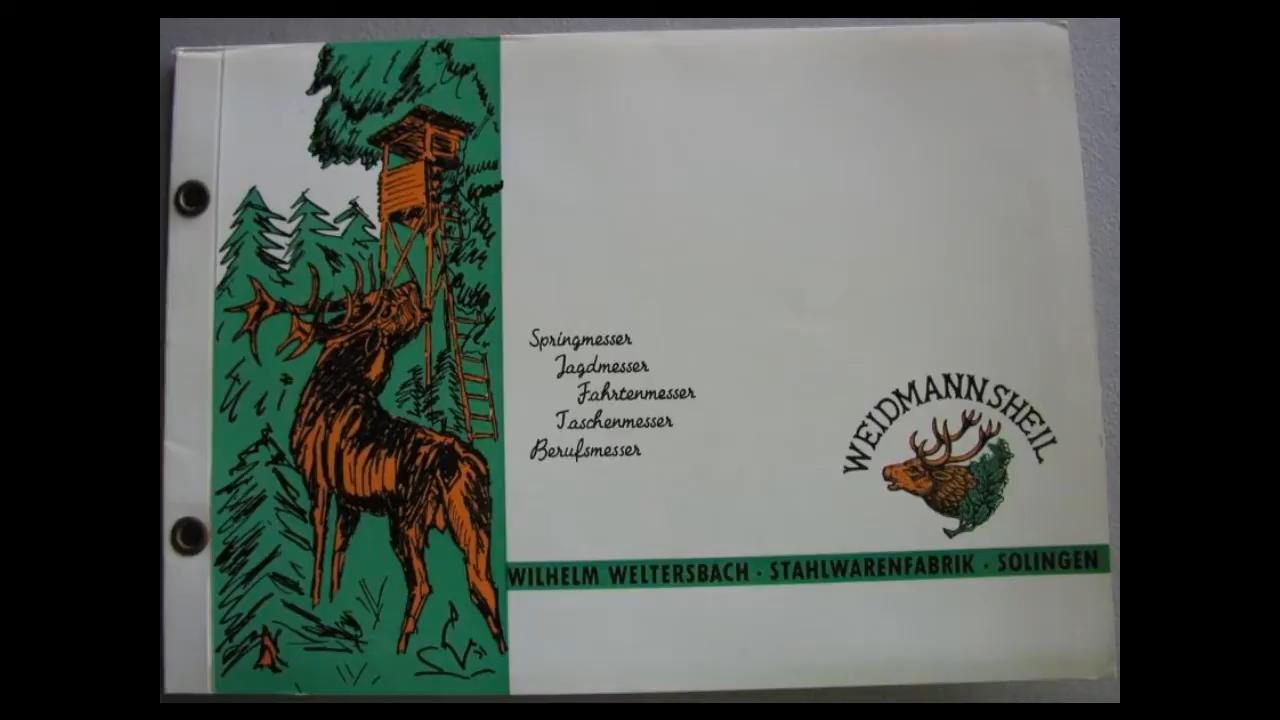 Springmesser
Jagdmesser
Fahrtenmesser
Taschenmesser
Berufsmesser
WEIDMANNSHEIL
WILHELM WELTERSBACH · STAHLWARENFABRIK · SOLINGEN